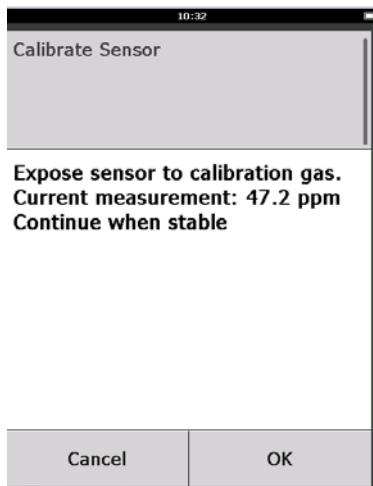 10:32
Calibrate Sensor
Expose sensor to calibration gas.
Current measurement: 47.2 ppm
Continue when stable
Cancel
OK